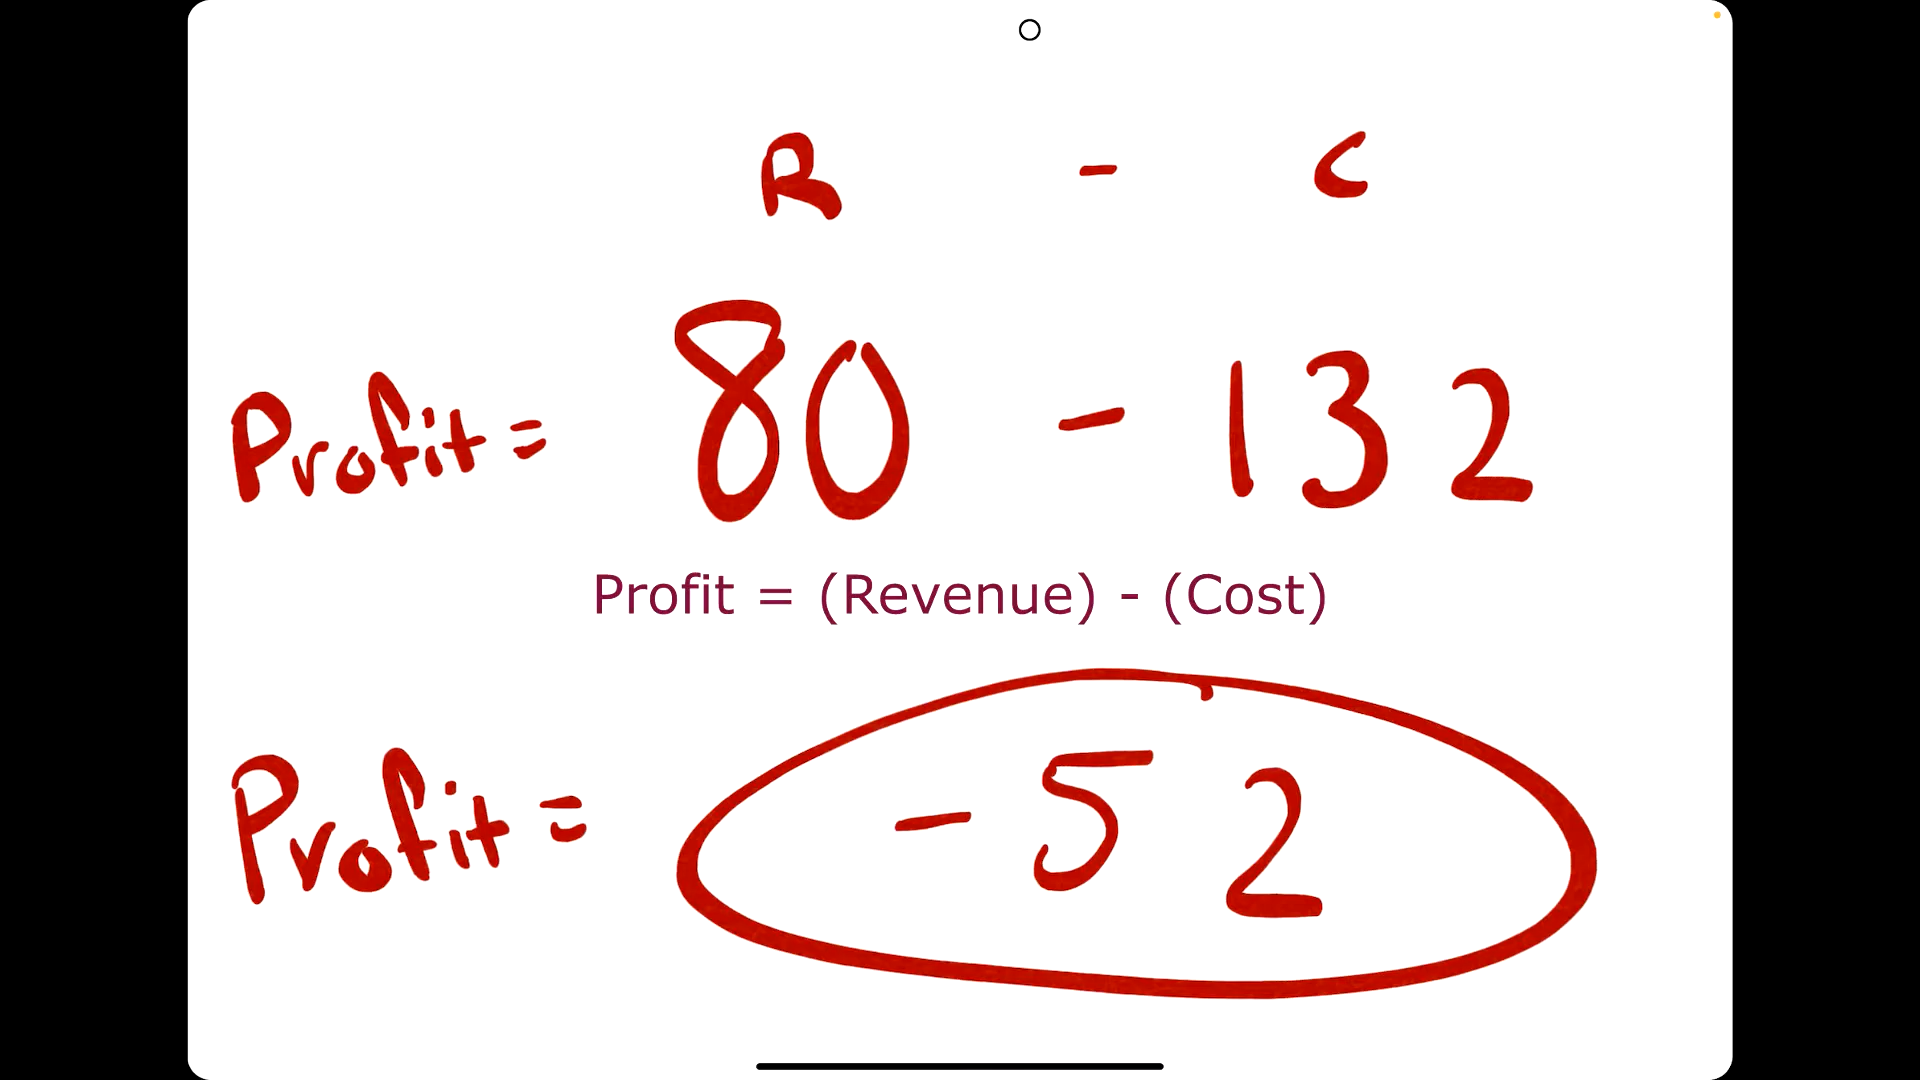 R - C
Profit = 80 - 132
Profit = (Revenue) - (Cost)
Profit = - 52